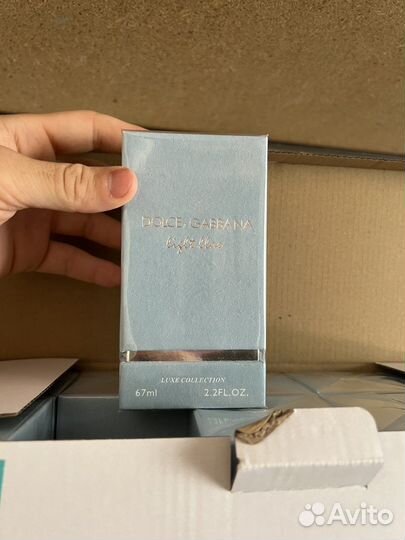 DOLCE & GABBANA
light blue
LUXE COLLECTION
67ml 2.2FL.OZ.
Avito